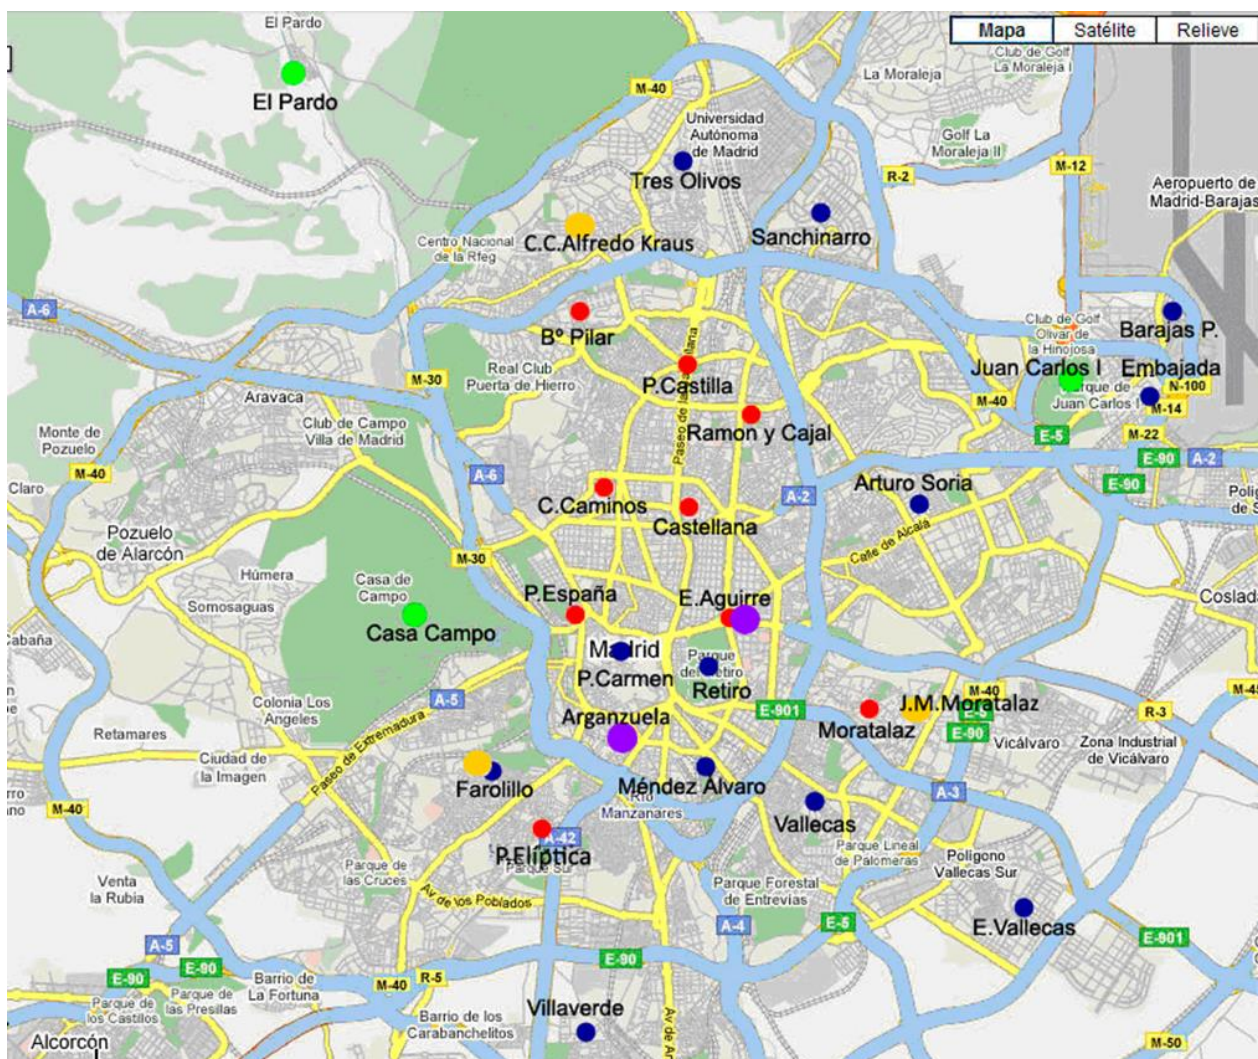 El Pardo
Mapa
Satélite
Relieve
Club de Golf
La Moraleja I
El Pardo
M-40
La Moraleja
Universidad
Autónoma
de Madrid
Golf La
Moraleja II
M-12
R-2
Tres Olivos
Aeropuerto de
Madrid-Barajas
Centro Nacional
de la Rfeg
C.C.Alfredo Kraus
Sanchinarro
A-6
Bº Pilar
Club de Golf
Olivar de
la Hinojosa
Barajas P.
Real Club
Puerta de Hierro
P.Castilla
Juan Carlos I
Embajada
M-30
N-100
Parque de
Juan Carlos I
M-14
Aravaca
M-40
Paseo de la Castellana
Ramon y Cajal
Club de Campo
Villa de Madrid
Monte de
Pozuelo
E-5
M-22
E-90
A-2
M-40
A-6
E-90
Claro
Arturo Soria
A-2
C.Caminos
Castellana
Pozuelo
de Alarcón
Calle de Alcalá
M-30
Húmera
Casa de
Campo
Somosaguas
P.España
E.Aguirre
Coslada
Casa Campo
Cabaña
Madrid
P.Carmen
Parque
del Retiro
Retiro
A-5
M-40
Colonia Los
Angeles
Arganzuela
E-901
Moratalaz
J.M.Moratalaz
E-5
E-90
R-3
M-45
Retamares
Vicálvaro
Zona Industrial
de Vicálvaro
Ciudad de
la Imagen
Paseo de Extremadura
Farolillo
Méndez Alvaro
A-3
Río
Manzanares
Vallecas
M-40
A-42
P.Elíptica
Parque Sur
Parque de
las Cruces
Parque Lineal
de Palomeras
Polígono
Vallecas Sur
Venta
la Rubia
Av de los Poblados
Parque Forestal
de Entrevías
E.Vallecas
A-5
A-4
E-5
E-901
E-90
E-90
E-90
M-40
R-5
Barrio de
La Fortuna
Parque de
los Castillos
Parque de
las Presillas
Villaverde
Barrio de los
Carabanchelitos
Alcorcón
M-50